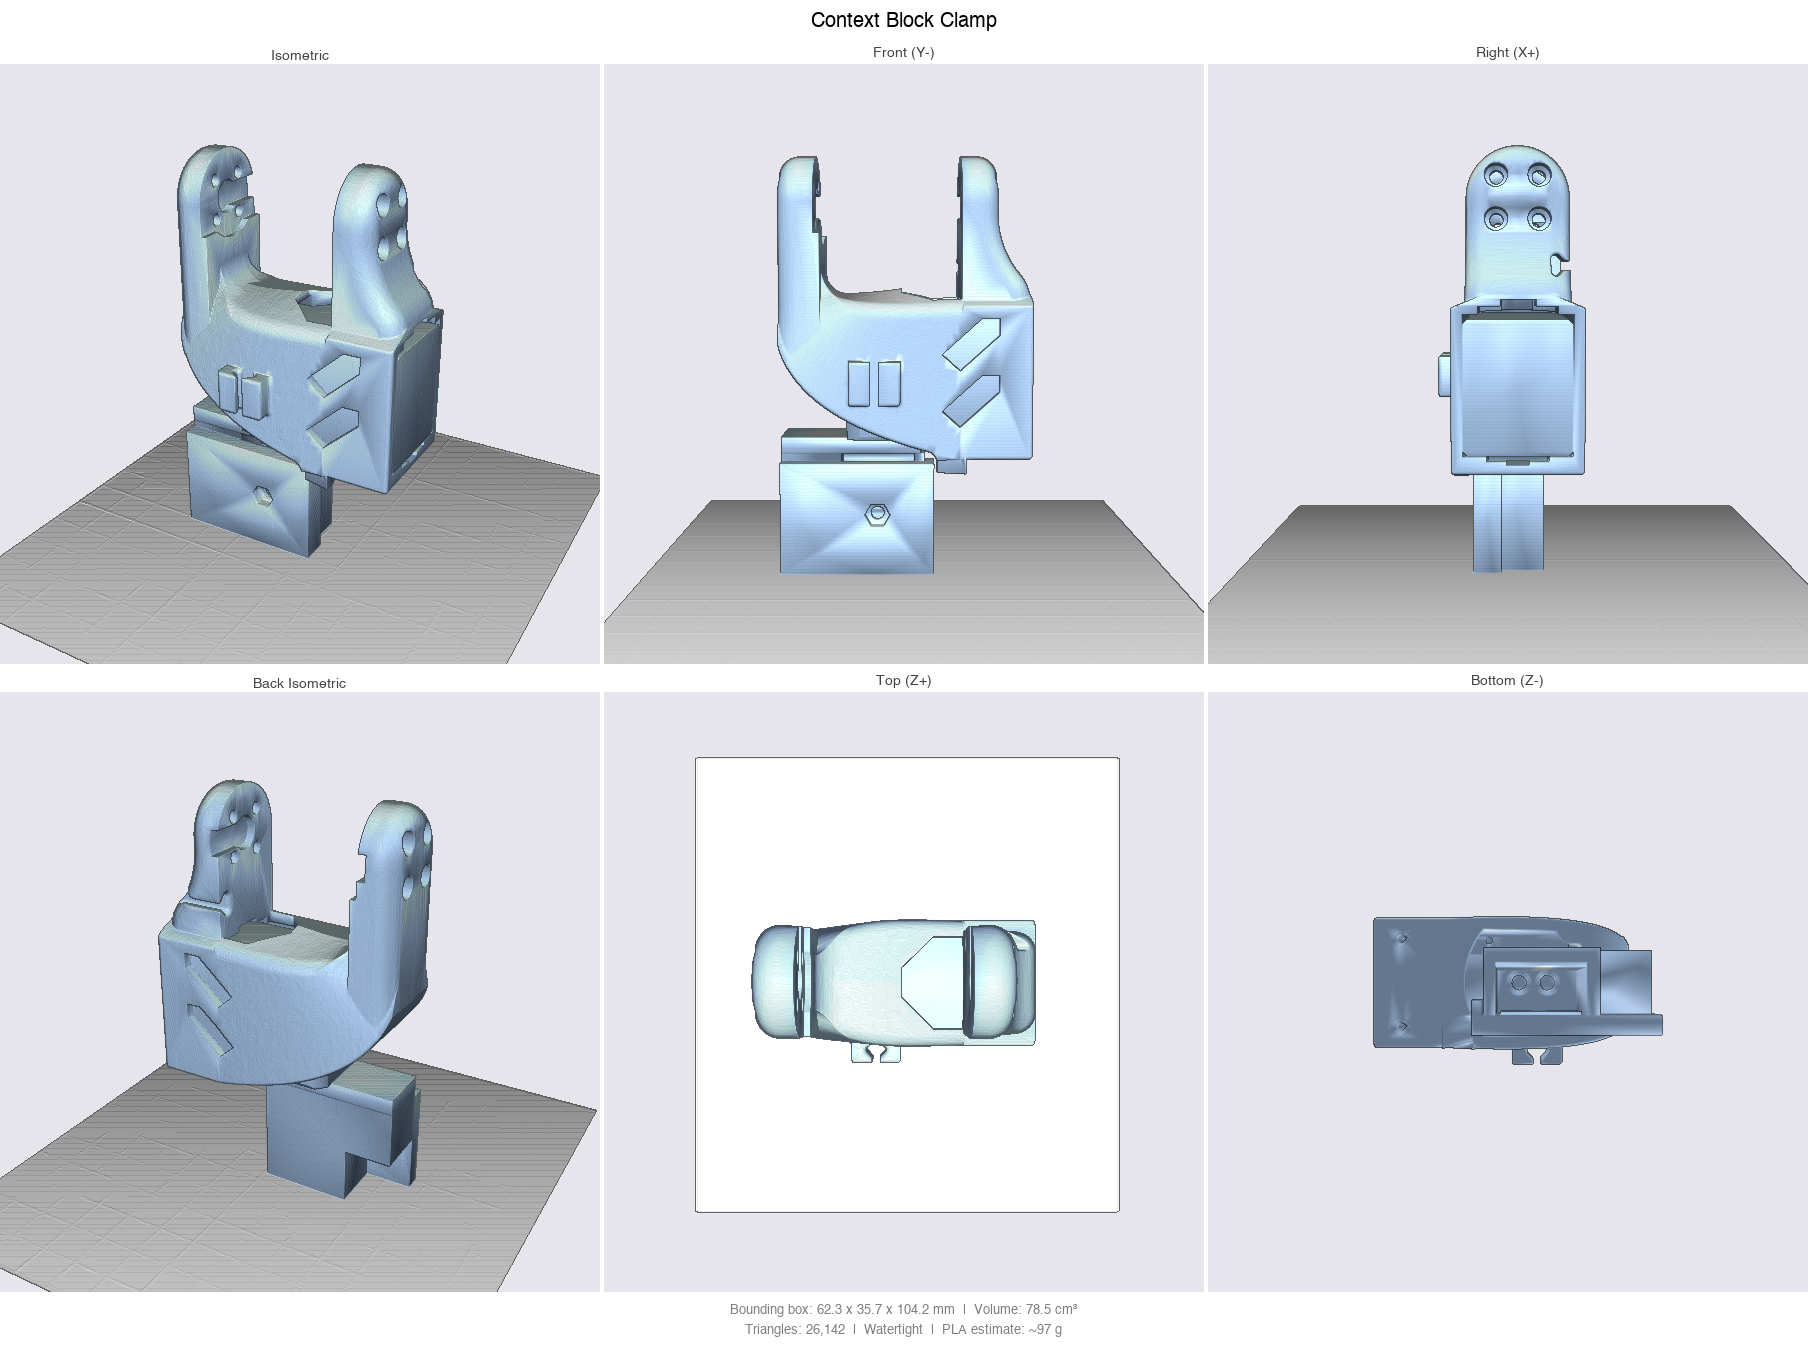 Context Block Clamp
Isometric
Front (Y-)
Right (X+)
Back Isometric
Top (Z+)
Bottom (Z-)
Bounding box: 62.3 x 35.7 x 104.2 mm | Volume: 78.5 cm³
Triangles: 26,142 | Watertight | PLA estimate: ~97 g